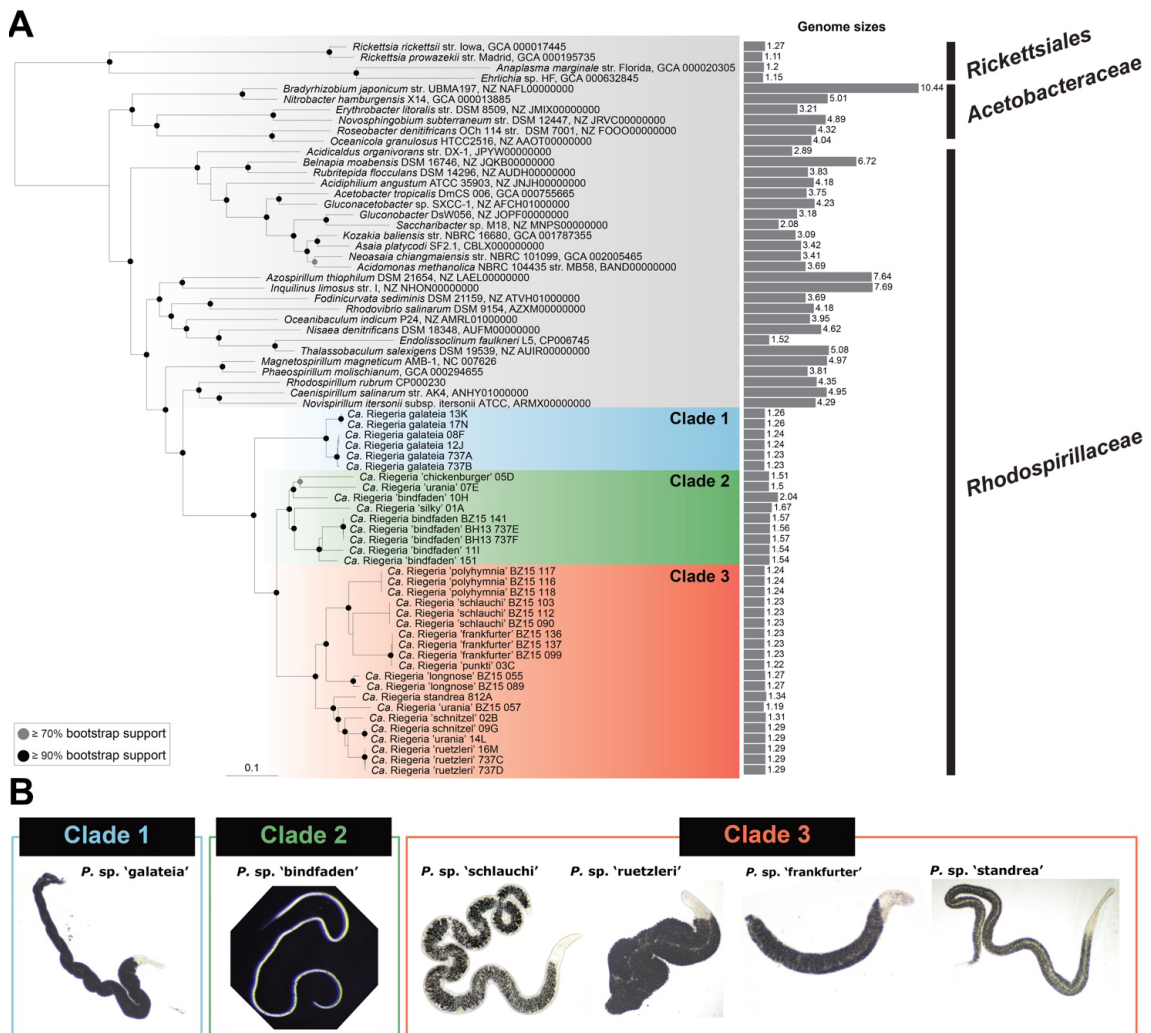 A
Genome sizes
Rickettsia rickettsii str. Iowa, GCA 000017445 1.27
Rickettsia prowazekii str. Madrid, GCA 000195735 1.11
Anaplasma marginale str. Florida, GCA 000020305 1.2
Ehrlichia sp. HF, GCA 000632845 1.15
Rickettsiales
Bradyrhizobium japonicum str. UBMA197, NZ NAFL00000000 10.44
Nitrobacter hamburgensis X14, GCA 000013885 5.01
Erythrobacter litoralis str. DSM 8509, NZ JMIX00000000 3.21
Novosphingobium subterraneum str. DSM 12447, NZ JRVC00000000 4.89
Roseobacter denitrificans OCh 114 str. DSM 7001, NZ FOOO00000000 4.32
Oceanicola granulosus HTCC2516, NZ AAOT00000000 4.04
Acetobacteraceae
Acidicaldus organivorans str. DX-1, JPYW00000000 2.89
Belnapia moabensis DSM 16746, NZ JQKB00000000 6.72
Rubritepida flocculans DSM 14296, NZ AUDH00000000 3.83
Acidiphilium angustum ATCC 35903, NZ JNJH00000000 4.18
Acetobacter tropicalis DmCS 006, GCA 000755665 3.75
Gluconacetobacter sp. SXCC-1, NZ AFCH01000000 4.23
Gluconobacter DsW056, NZ JOPF00000000 3.18
Saccharibacter sp. M18, NZ MNPS00000000 2.08
Kozakia baliensis str. NBRC 16680, GCA 001787355 3.09
Asaia platycodi SF2.1, CBLX000000000 3.42
Neoasaia chiangmaiensis str. NBRC 101099, GCA 002005465 3.41
Acidomonas methanolica NBRC 104435 str. MB58, BAND00000000 3.69
Azospirillum thiophilum DSM 21654, NZ LAEL00000000 7.64
Inquilinus limosus str. I, NZ NHON00000000 7.69
Fodinicurvata sediminis DSM 21159, NZ ATVH01000000 3.69
Rhodovibrio salinarum DSM 9154, AZXM00000000 4.18
Oceanibaculum indicum P24, NZ AMRL01000000 3.95
Nisaea denitrificans DSM 18348, AUFM00000000 4.62
Endolissoclinum faulkneri L5, CP006745 1.52
Thalassobaculum salexigens DSM 19539, NZ AUIR00000000 5.08
Magnetospirillum magneticum AMB-1, NC 007626 4.97
Phaeospirillum molischianum, GCA 000294655 3.81
Rhodospirillum rubrum CP000230 4.35
Caenispirillum salinarum str. AK4, ANHY01000000 4.95
Novispirillum itersonii subsp. itersonii ATCC, ARMX00000000 4.29
Rhodospirillaceae
Clade 1
Ca. Riegeria galateia 13K 1.26
Ca. Riegeria galateia 17N 1.26
Ca. Riegeria galateia 08F 1.24
Ca. Riegeria galateia 12J 1.24
Ca. Riegeria galateia 737A 1.23
Ca. Riegeria galateia 737B 1.23
Clade 2
Ca. Riegeria 'chickenburger' 05D 1.51
Ca. Riegeria 'urania' 07E 1.5
Ca. Riegeria 'bindfaden' 10H 2.04
Ca. Riegeria 'silky' 01A 1.67
Ca. Riegeria bindfaden BZ15 141 1.57
Ca. Riegeria 'bindfaden' BH13 737E 1.56
Ca. Riegeria 'bindfaden' BH13 737F 1.57
Ca. Riegeria 'bindfaden' 11I 1.54
Ca. Riegeria 'bindfaden' 151 1.54
Clade 3
Ca. Riegeria 'polyhymnia' BZ15 117 1.24
Ca. Riegeria 'polyhymnia' BZ15 116 1.24
Ca. Riegeria 'polyhymnia' BZ15 118 1.24
Ca. Riegeria 'schlauchi' BZ15 103 1.23
Ca. Riegeria 'schlauchi' BZ15 112 1.23
Ca. Riegeria 'schlauchi' BZ15 090 1.23
Ca. Riegeria 'frankfurter' BZ15 136 1.23
Ca. Riegeria 'frankfurter' BZ15 137 1.23
Ca. Riegeria 'frankfurter' BZ15 099 1.23
Ca. Riegeria 'punkti' 03C 1.22
Ca. Riegeria 'longnose' BZ15 055 1.27
Ca. Riegeria 'longnose' BZ15 089 1.27
Ca. Riegeria standrea 812A 1.34
Ca. Riegeria 'urania' BZ15 057 1.19
Ca. Riegeria 'schnitzel' 02B 1.31
Ca. Riegeria schnitzel' 09G 1.29
Ca. Riegeria 'urania' 14L 1.29
Ca. Riegeria 'ruetzleri' 16M 1.29
Ca. Riegeria 'ruetzleri' 737C 1.29
Ca. Riegeria 'ruetzleri' 737D 1.29
≥ 70% bootstrap support
≥ 90% bootstrap support
0.1
B
Clade 1
Clade 2
Clade 3
P. sp. 'galateia'
P. sp. 'bindfaden'
P. sp. 'schlauchi'
P. sp. 'ruetzleri'
P. sp. 'frankfurter'
P. sp. 'standrea'